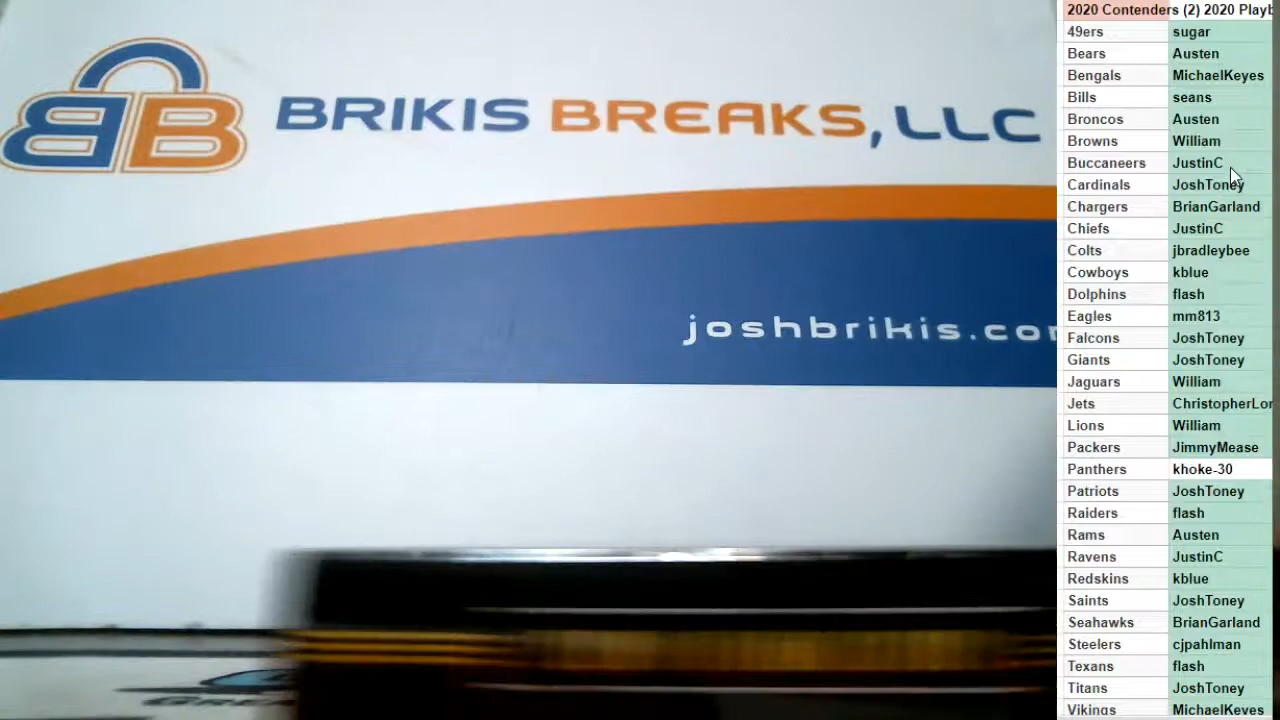 BB
BRIKIS BREAKS, LLC
joshbrikis.co
2020 Contenders (2) 2020 Playb
49ers sugar
Bears Austen
Bengals MichaelKeyes
Bills seans
Broncos Austen
Browns William
Buccaneers JustinC
Cardinals JoshToney
Chargers BrianGarland
Chiefs JustinC
Colts jbradleybee
Cowboys kblue
Dolphins flash
Eagles mm813
Falcons JoshToney
Giants JoshToney
Jaguars William
Jets ChristopherLor
Lions William
Packers JimmyMease
Panthers khoke-30
Patriots JoshToney
Raiders flash
Rams Austen
Ravens JustinC
Redskins kblue
Saints JoshToney
Seahawks BrianGarland
Steelers cjpahlman
Texans flash
Titans JoshToney
Vikings MichaelKeyes